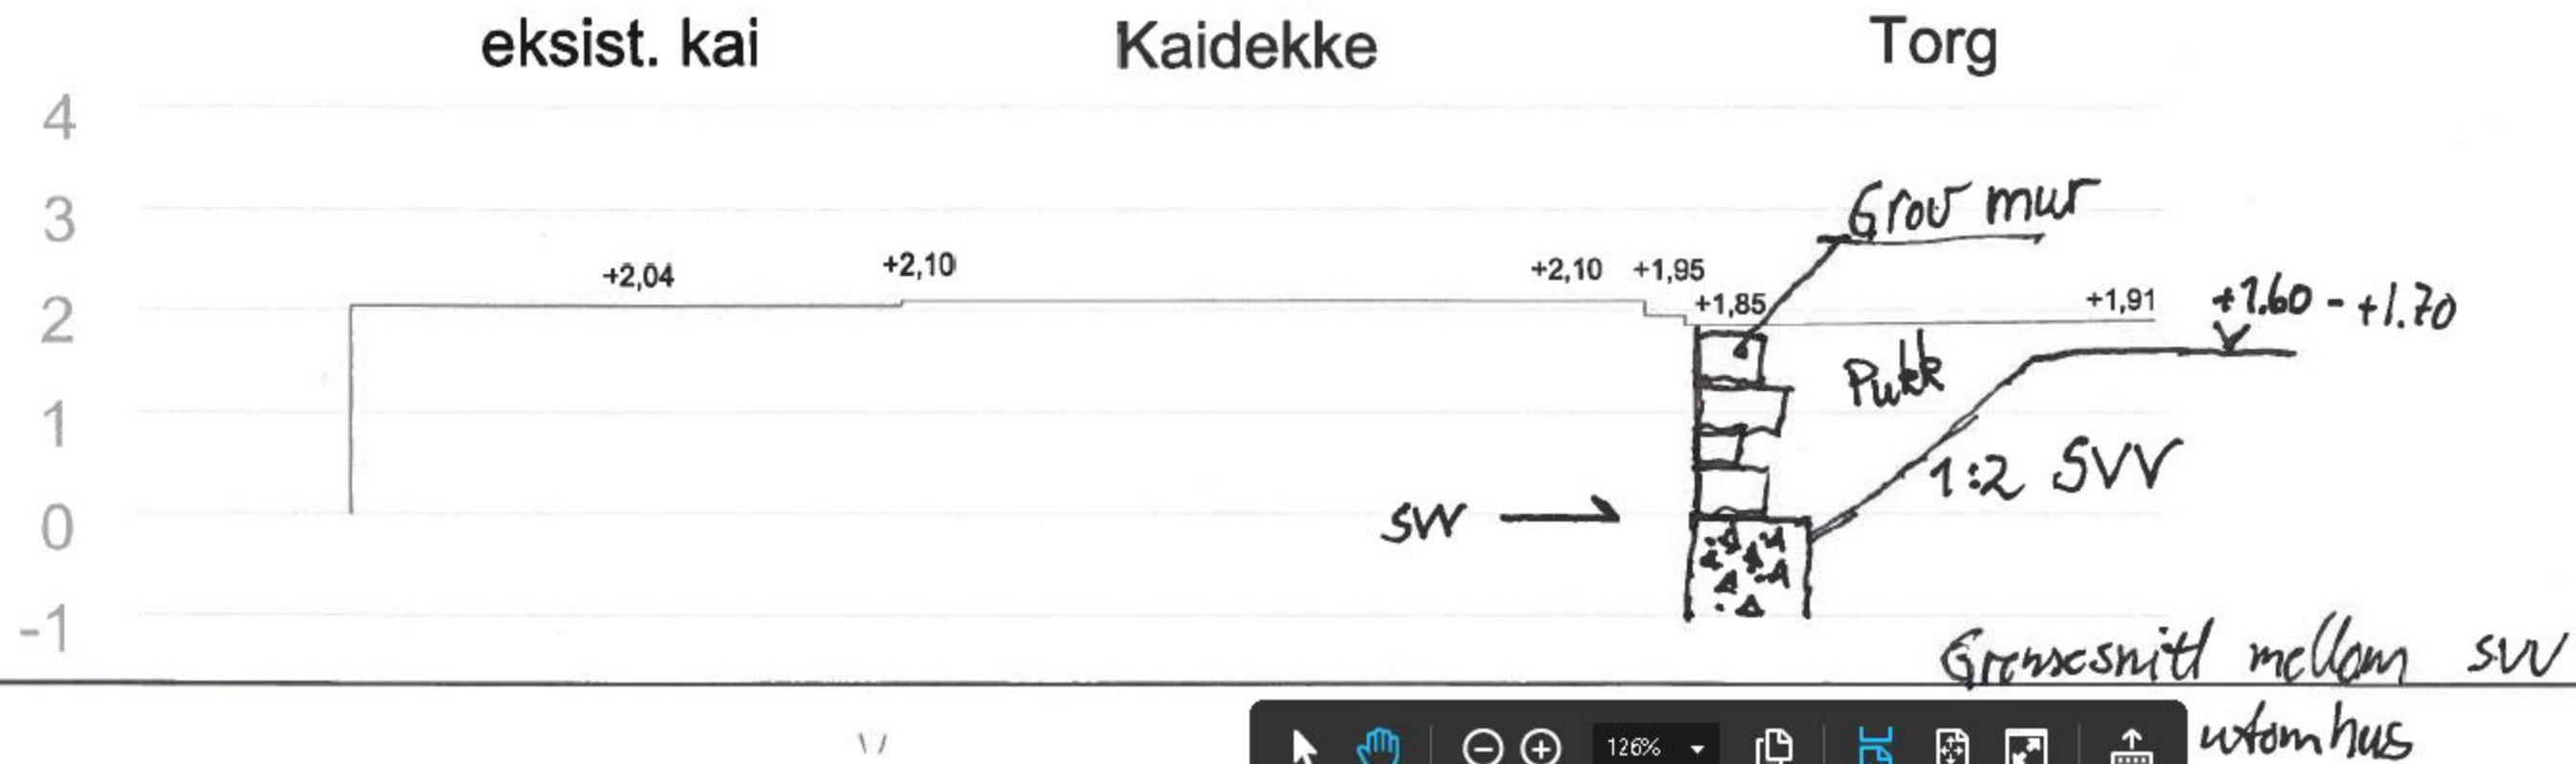 eksist. kai Kaidekke Torg
4
3
Grov mur
+2,04 +2,10 +2,10 +1,95
+1,85 +1,91 +1.60 - +1.70
2
Pukk
1
1:2 SVV
0
SVV
-1
Grensesnitt mellom SVV
utomhus
126%